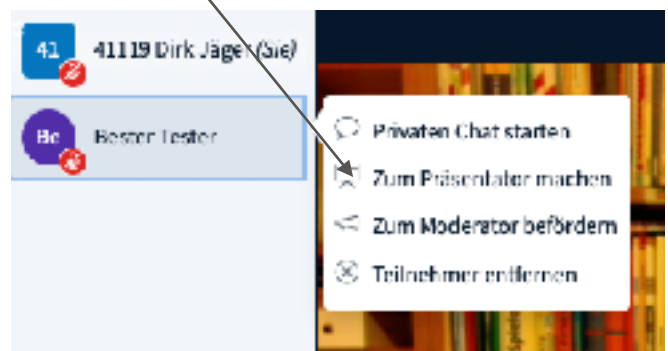 41 41119 Dirk Jäger (Sie)
Be Bester Tester
Privaten Chat starten
Zum Präsentator machen
Zum Moderator befördern
Teilnehmer entfernen